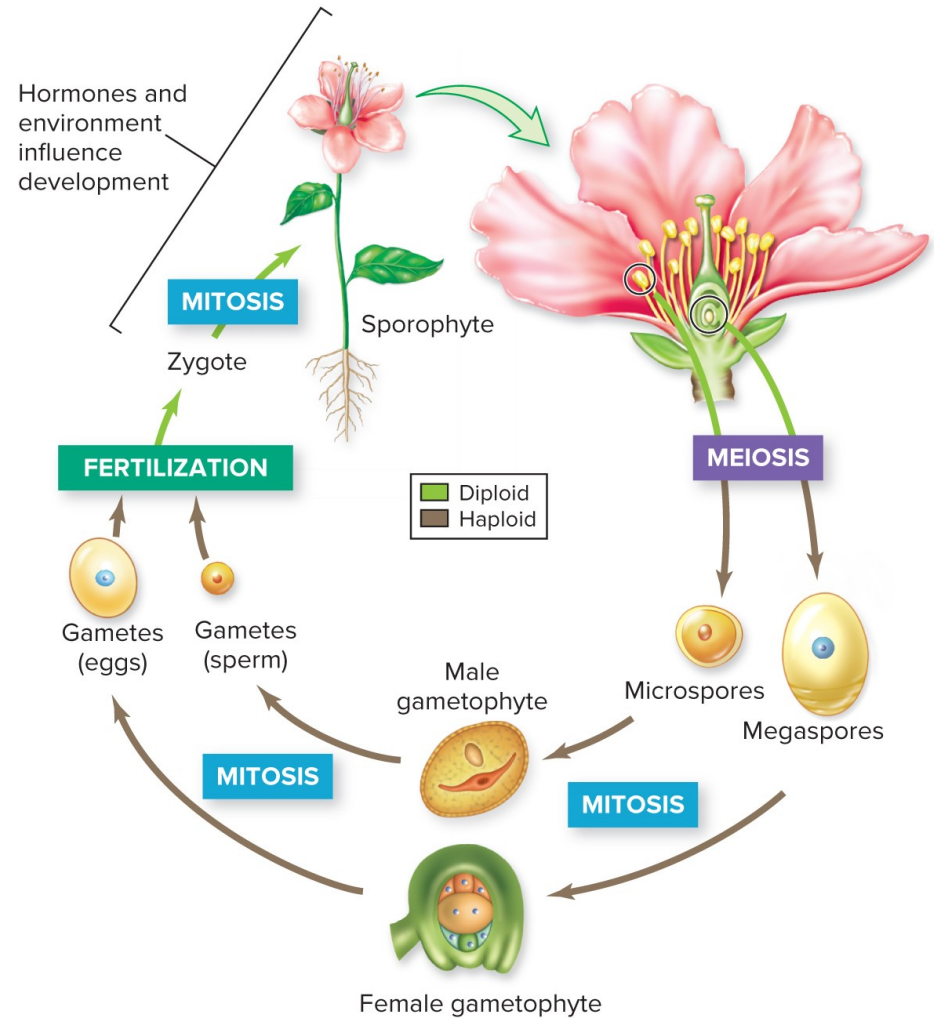 Hormones and
environment
influence
development
MITOSIS
Sporophyte
Zygote
FERTILIZATION
MEIOSIS
Diploid
Haploid
Gametes
(eggs)
Gametes
(sperm)
Male
gametophyte
Microspores
Megaspores
MITOSIS
MITOSIS
Female gametophyte